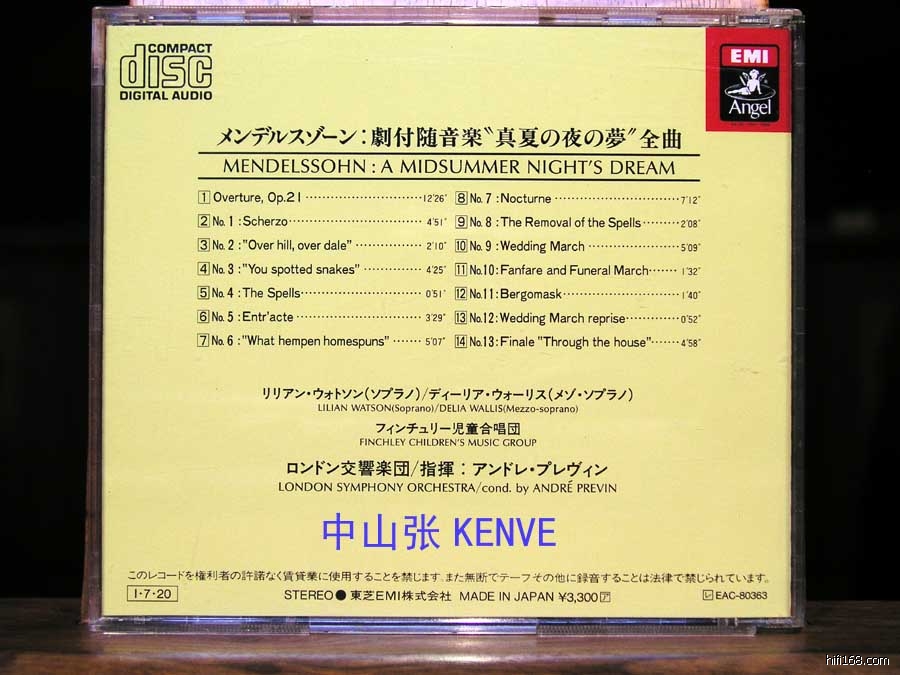 COMPACT
disc
DIGITAL AUDIO
EMI
Angel
メンデルスゾーン：劇付随音楽〝真夏の夜の夢〟全曲
MENDELSSOHN : A MIDSUMMER NIGHT'S DREAM
1 Overture, Op.21 ⋯ 12'26"
2 No. 1 : Scherzo ⋯ 4'51"
3 No. 2 : "Over hill, over dale" ⋯ 2'10"
4 No. 3 : "You spotted snakes" ⋯ 4'25"
5 No. 4 : The Spells ⋯ 0'51"
6 No. 5 : Entr'acte ⋯ 3'29"
7 No. 6 : "What hempen homespuns" ⋯ 5'07"
8 No. 7 : Nocturne ⋯ 7'12"
9 No. 8 : The Removal of the Spells ⋯ 2'08"
10 No. 9 : Wedding March ⋯ 5'09"
11 No.10 : Fanfare and Funeral March ⋯ 1'32"
12 No.11 : Bergomask ⋯ 1'40"
13 No.12 : Wedding March reprise ⋯ 0'52"
14 No.13 : Finale "Through the house" ⋯ 4'58"
リリアン・ウォトソン(ソプラノ)/ディーリア・ウォーリス(メゾ・ソプラノ)
LILIAN WATSON(Soprano)/DELIA WALLIS(Mezzo-soprano)
フィンチュリー児童合唱団
FINCHLEY CHILDREN'S MUSIC GROUP
ロンドン交響楽団/指揮：アンドレ・プレヴィン
LONDON SYMPHONY ORCHESTRA/cond. by ANDRÉ PREVIN
中山张 KENVE
このレコードを権利者の許諾なく賃貸業に使用することを禁じます。また無断でテープその他に録音することは法律で禁じられています。
I・7・20
STEREO ● 東芝EMI株式会社 MADE IN JAPAN ¥3,300 ア
レ EAC-80363
hifi168.com